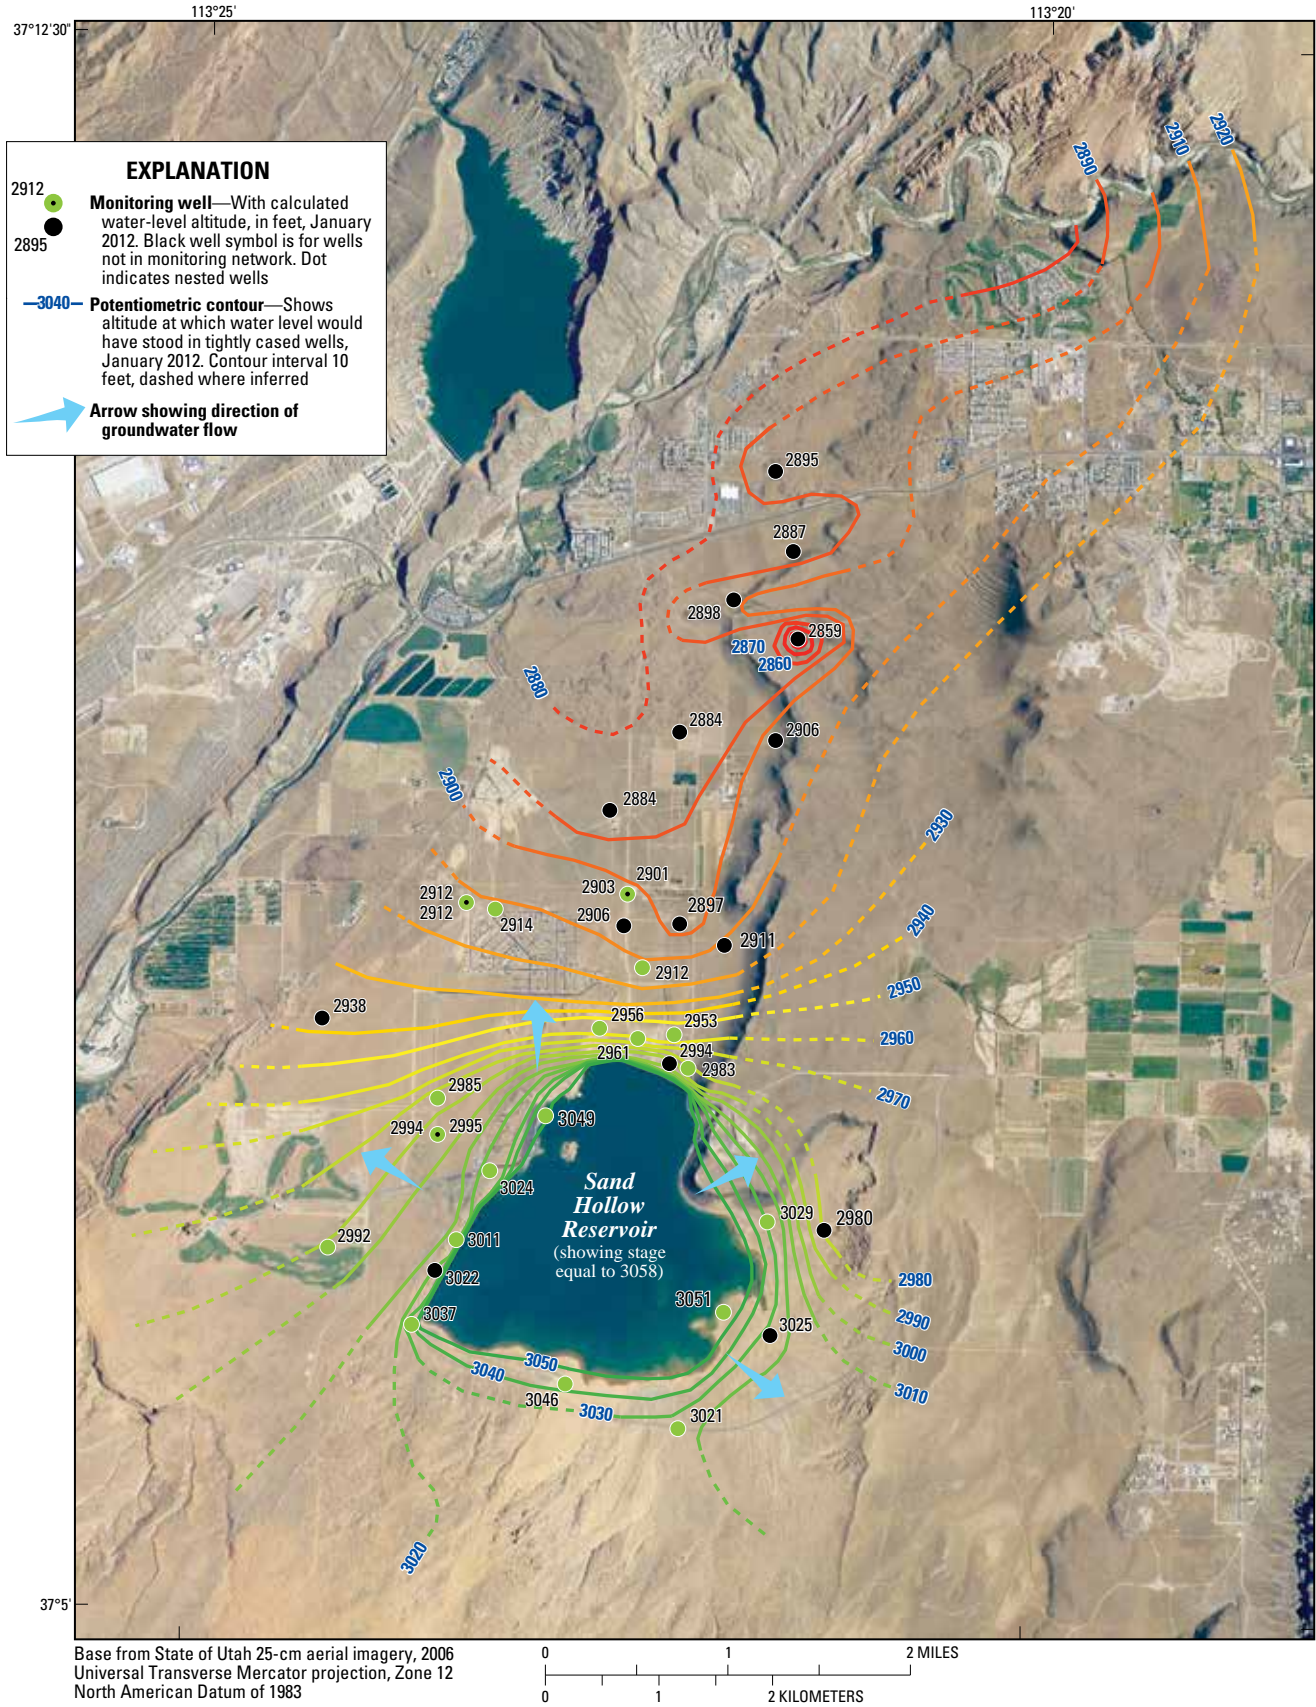 113°25'
113°20'
37°12'30"
EXPLANATION
2912
2895
Monitoring well—With calculated
water-level altitude, in feet, January
2012. Black well symbol is for wells
not in monitoring network. Dot
indicates nested wells
3040
Potentiometric contour—Shows
altitude at which water level would
have stood in tightly cased wells,
January 2012. Contour interval 10
feet, dashed where inferred
Arrow showing direction of
groundwater flow
2890
2910
2920
2895
2887
2898
2859
2870
2860
2880
2884
2906
2900
2884
2930
2901
2903
2912
2912
2914
2906
2897
2911
2940
2912
2950
2938
2956
2953
2960
2961
2994
2983
2970
2985
3049
2994
2995
3024
Sand
Hollow
Reservoir
(showing stage
equal to 3058)
3029
2980
2992
3011
3022
2980
3037
3051
3025
2990
3000
3050
3040
3010
3046
3030
3021
3020
37°5'
Base from State of Utah 25-cm aerial imagery, 2006
Universal Transverse Mercator projection, Zone 12
North American Datum of 1983
0 1 2 MILES
0 1 2 KILOMETERS